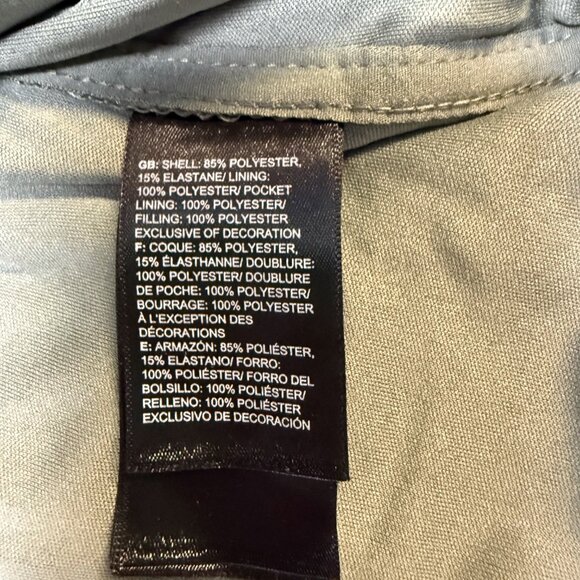 GB: SHELL: 85% POLYESTER,
15% ELASTANE/ LINING:
100% POLYESTER/ POCKET
LINING: 100% POLYESTER/
FILLING: 100% POLYESTER
EXCLUSIVE OF DECORATION
F: COQUE: 85% POLYESTER,
15% ÉLASTHANNE/ DOUBLURE:
100% POLYESTER/ DOUBLURE
DE POCHE: 100% POLYESTER/
BOURRAGE: 100% POLYESTER
À L'EXCEPTION DES
DÉCORATIONS
E: ARMAZÓN: 85% POLIÉSTER,
15% ELASTANO/ FORRO:
100% POLIÉSTER/ FORRO DEL
BOLSILLO: 100% POLIÉSTER/
RELLENO: 100% POLIÉSTER
EXCLUSIVO DE DECORACIÓN